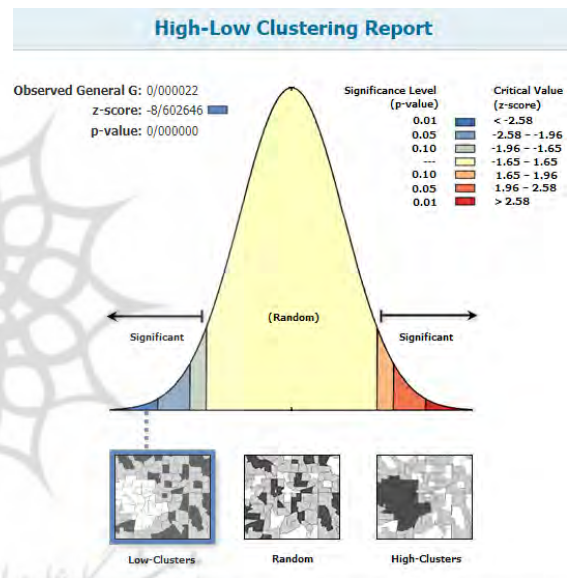 High-Low Clustering Report
Observed General G: 0/000022
z-score: -8/602646
p-value: 0/000000
Significance Level
(p-value)
Critical Value
(z-score)
0.01 < -2.58
0.05 -2.58 - -1.96
0.10 -1.96 - -1.65
--- -1.65 - 1.65
0.10 1.65 - 1.96
0.05 1.96 - 2.58
0.01 > 2.58
Significant
(Random)
Significant
Low-Clusters
Random
High-Clusters